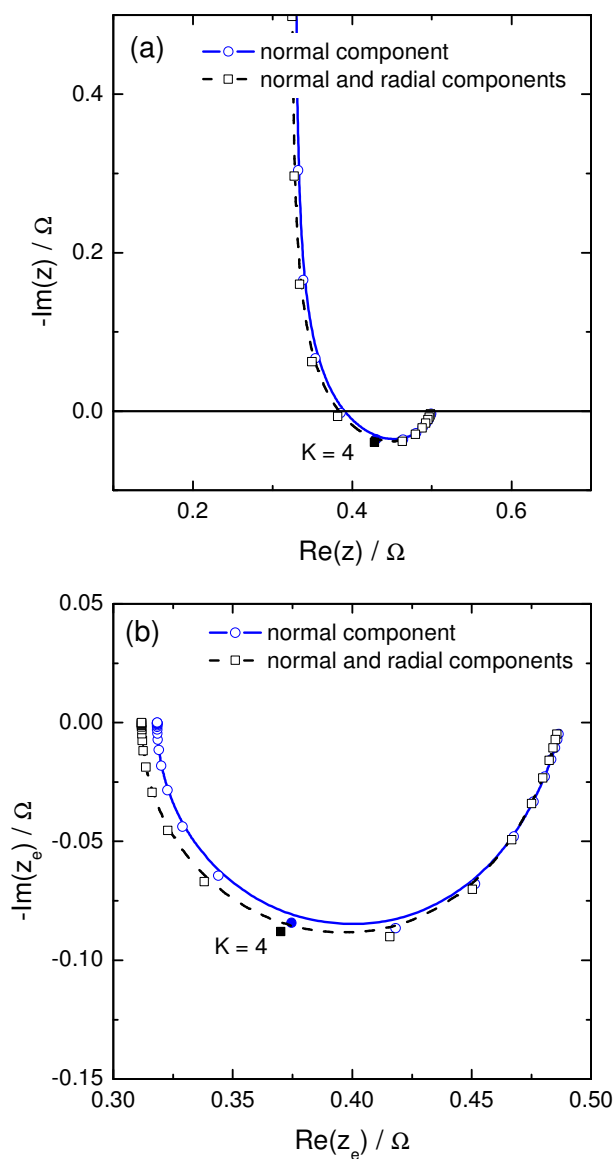 (a)
normal component
normal and radial components
0.4
0.2
0.0
-Im(z) / Ω
K = 4
0.2
0.4
0.6
Re(z) / Ω
(b)
normal component
normal and radial components
0.05
0.00
-0.05
-0.10
-0.15
-Im(z_e) / Ω
K = 4
0.30
0.35
0.40
0.45
0.50
Re(z_e) / Ω